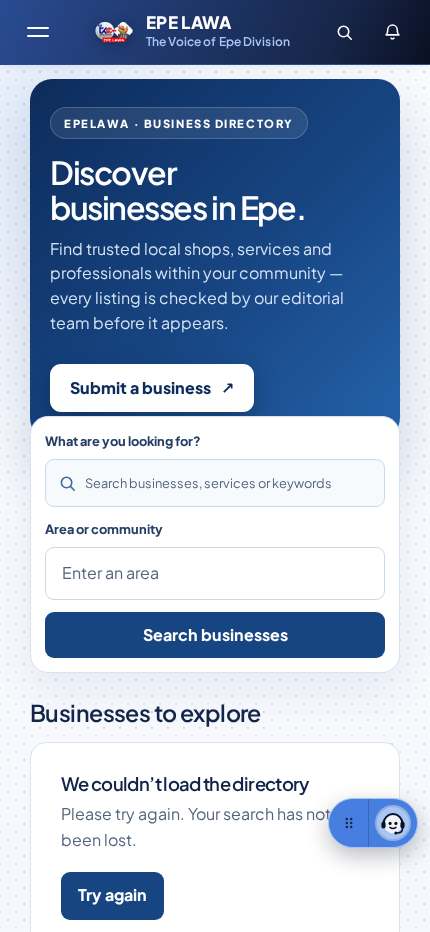 EPE LAWA
The Voice of Epe Division
EPELAWA · BUSINESS DIRECTORY
Discover
businesses in Epe.
Find trusted local shops, services and
professionals within your community —
every listing is checked by our editorial
team before it appears.
Submit a business ↗
What are you looking for?
Search businesses, services or keywords
Area or community
Enter an area
Search businesses
Businesses to explore
We couldn’t load the directory
Please try again. Your search has not
been lost.
Try again